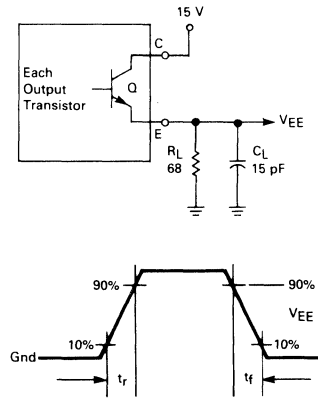 15 V
C
Each
Output
Transistor
Q
E
VEE
RL
68
CL
15 pF
90%
90%
VEE
10%
10%
Gnd
tr
tf